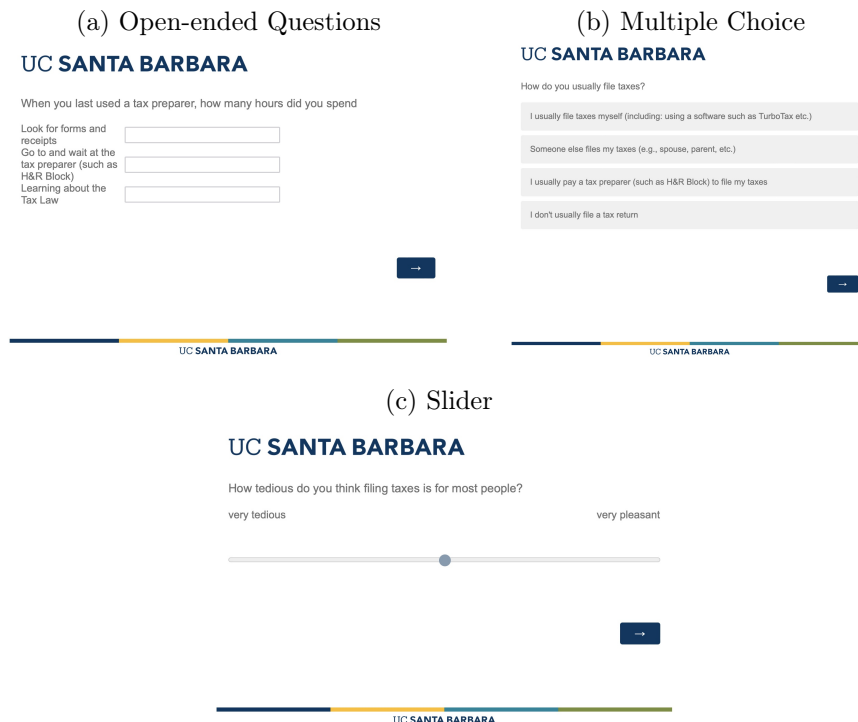 (a) Open-ended Questions
UC SANTA BARBARA
When you last used a tax preparer, how many hours did you spend
Look for forms and
receipts
Go to and wait at the
tax preparer (such as
H&R Block)
Learning about the
Tax Law
→
UC SANTA BARBARA
(b) Multiple Choice
UC SANTA BARBARA
How do you usually file taxes?
I usually file taxes myself (including: using a software such as TurboTax etc.)
Someone else files my taxes (e.g., spouse, parent, etc.)
I usually pay a tax preparer (such as H&R Block) to file my taxes
I don't usually file a tax return
→
UC SANTA BARBARA
(c) Slider
UC SANTA BARBARA
How tedious do you think filing taxes is for most people?
very tedious very pleasant
→
UC SANTA BARBARA